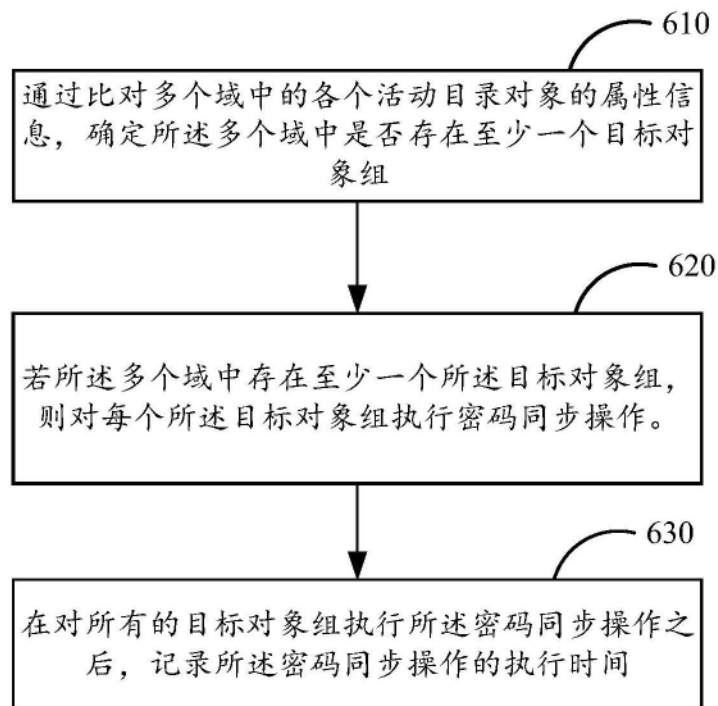 610
通过比对多个域中的各个活动目录对象的属性信
息，确定所述多个域中是否存在至少一个目标对
象组
620
若所述多个域中存在至少一个所述目标对象组，
则对每个所述目标对象组执行密码同步操作。
630
在对所有的目标对象组执行所述密码同步操作之
后，记录所述密码同步操作的执行时间